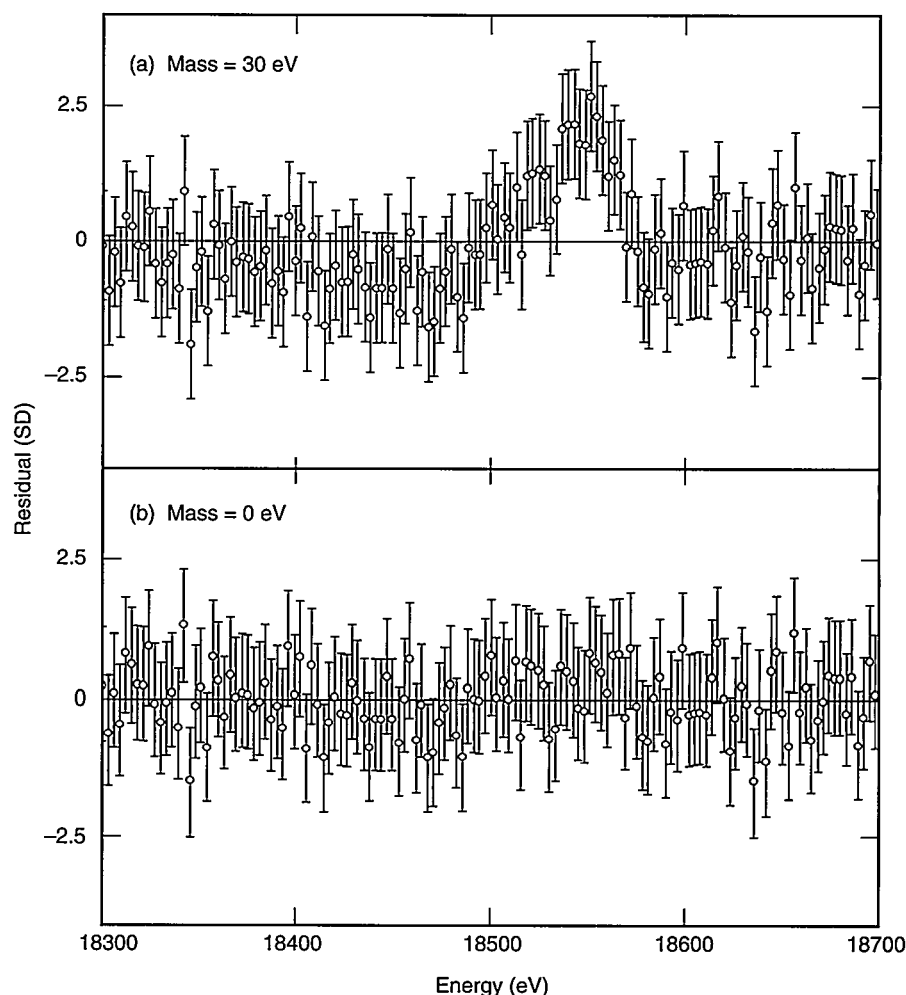 (a) Mass = 30 eV
2.5
0
−2.5
Residual (SD)
(b) Mass = 0 eV
2.5
0
−2.5
18300 18400 18500 18600 18700
Energy (eV)